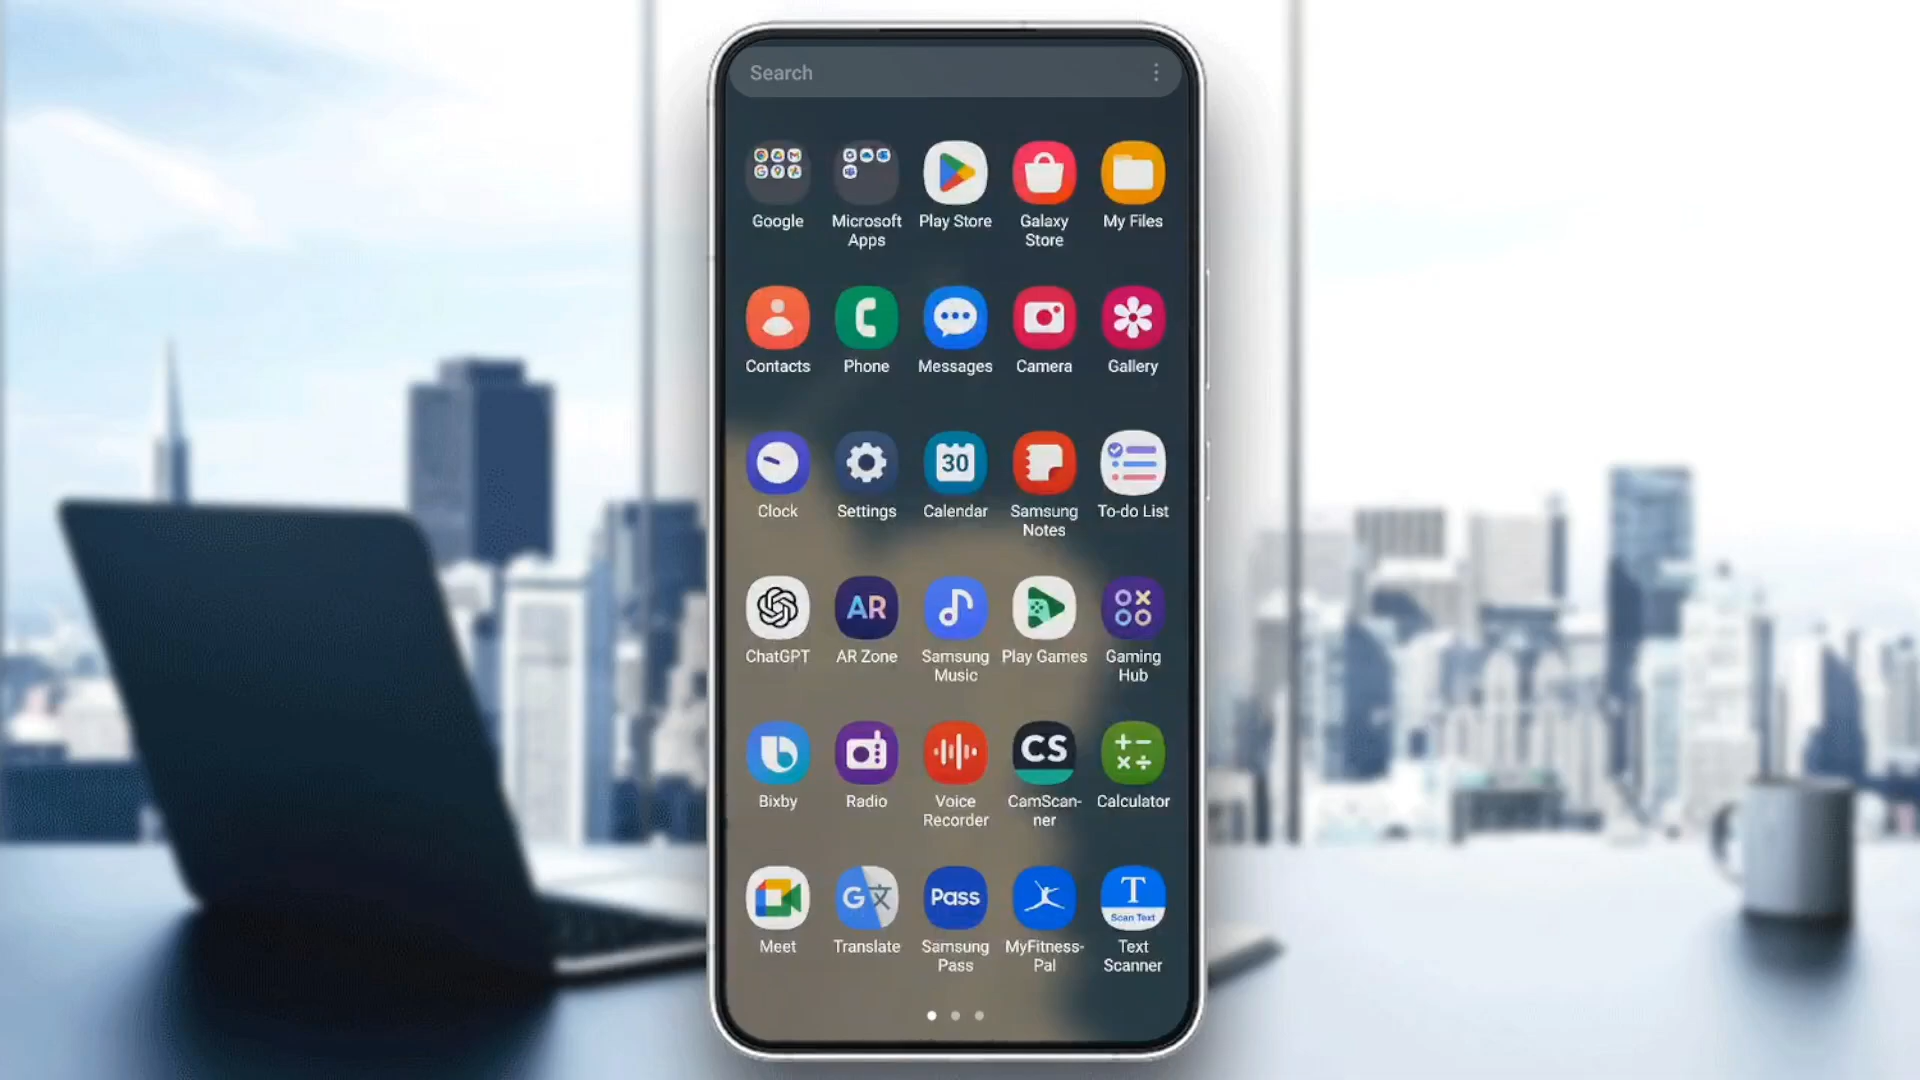 Search
Google
Microsoft
Apps
Play Store
Galaxy
Store
My Files
Contacts
Phone
Messages
Camera
Gallery
30
Clock
Settings
Calendar
Samsung
Notes
To-do List
AR
ChatGPT
AR Zone
Samsung
Music
Play Games
Gaming
Hub
CS
Bixby
Radio
Voice
Recorder
CamScan-
ner
Calculator
G文
Pass
T
Scan Text
Meet
Translate
Samsung
Pass
MyFitness-
Pal
Text
Scanner